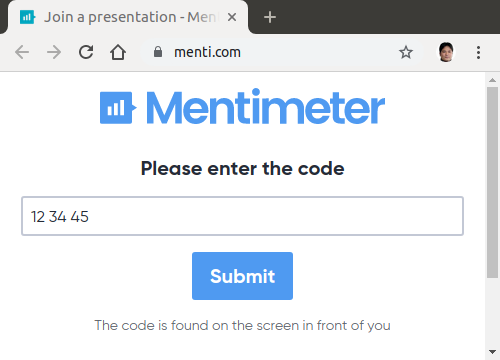 Join a presentation - Men
menti.com
Mentimeter
Please enter the code
12 34 45
Submit
The code is found on the screen in front of you